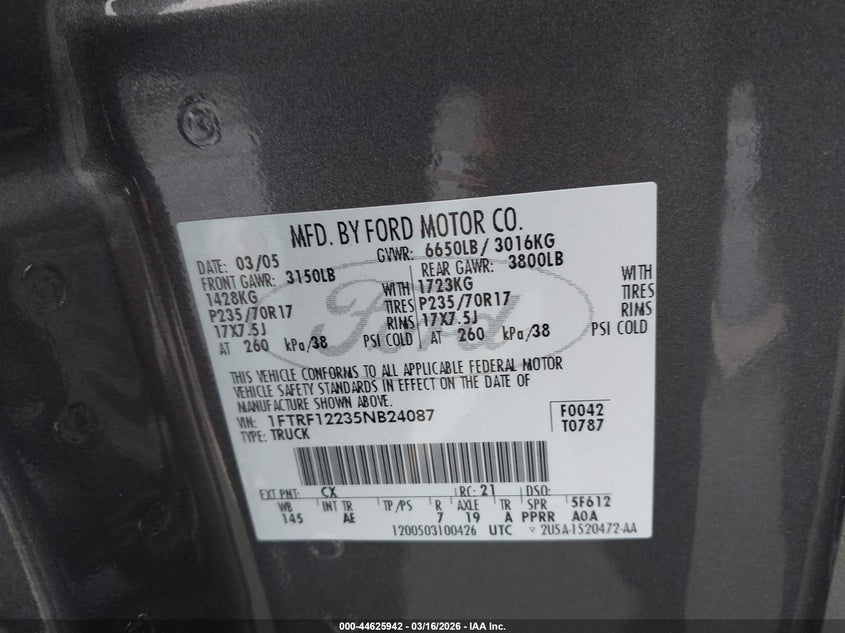 MFD. BY FORD MOTOR CO.
DATE: 03/05 GVWR: 6650LB/ 3016KG
FRONT GAWR: 3150LB REAR GAWR: 3800LB
1428KG WITH 1723KG WITH
P235/70R17 TIRES P235/70R17 TIRES
17X7.5J RIMS 17X7.5J RIMS
AT 260 kPa/38 PSI COLD AT 260 kPa/38 PSI COLD
Ford
THIS VEHICLE CONFORMS TO ALL APPLICABLE FEDERAL MOTOR
VEHICLE SAFETY STANDARDS IN EFFECT ON THE DATE OF
MANUFACTURE SHOWN ABOVE.
VIN: 1FTRF12235NB24087 F0042
TYPE: TRUCK T0787
EXT PNT: CX RC: 21 DSO:
WB INT TR TP/PS R AXLE TR SPR 5F612
145 AE 7 19 A PPRR A0A
1200503100426 UTC 2U5A-1520472-AA
000-44625942 - 03/16/2026 - IAA Inc.